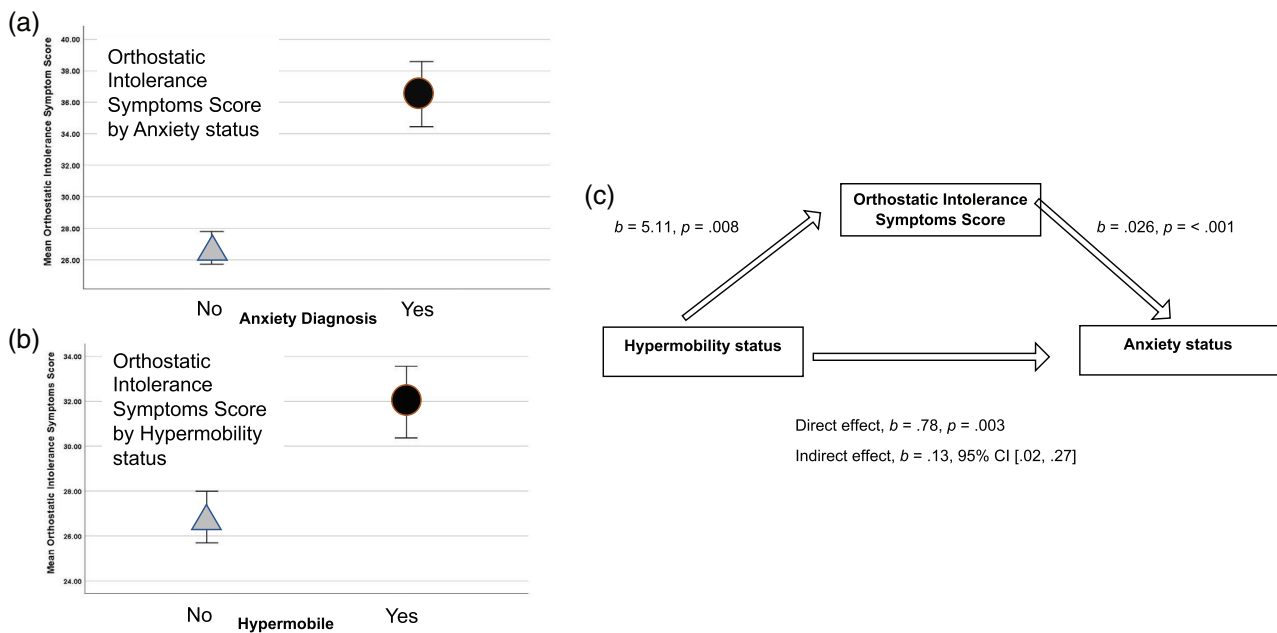 (a)
Mean Orthostatic Intolerance Symptom Score
40.00
38.00
36.00
34.00
32.00
30.00
28.00
26.00
Orthostatic
Intolerance
Symptoms Score
by Anxiety status
No
Yes
Anxiety Diagnosis
(b)
Mean Orthostatic Intolerance Symptoms Score
34.00
32.00
30.00
28.00
26.00
24.00
Orthostatic
Intolerance
Symptoms Score
by Hypermobility
status
No
Yes
Hypermobile
(c)
Orthostatic Intolerance
Symptoms Score
b = 5.11, p = .008
b = .026, p = < .001
Hypermobility status
Anxiety status
Direct effect, b = .78, p = .003
Indirect effect, b = .13, 95% CI [.02, .27]